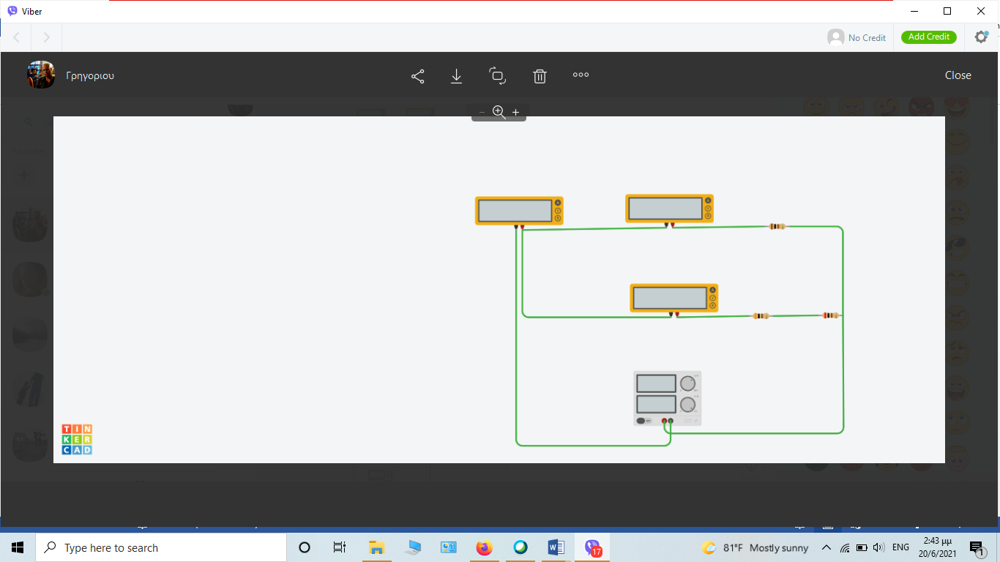 Viber
No Credit
Add Credit
Γρηγοριου
Close
A
V
R
A
V
R
A
V
R
TIN
KER
CAD
Type here to search
17
81°F Mostly sunny
ENG
2:43 μμ
20/6/2021
1